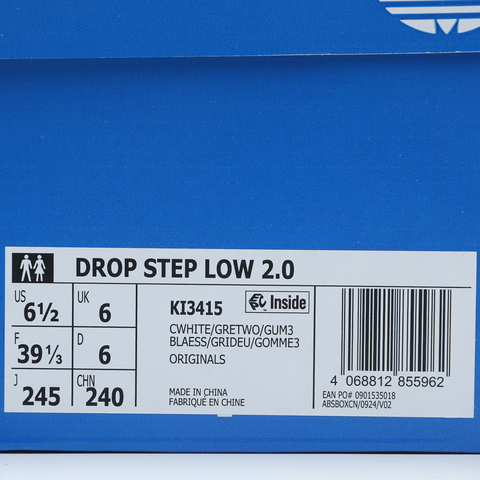 DROP STEP LOW 2.0
US 6½ UK 6
F 39⅓ D 6
J 245 CHN 240
KI3415 EC Inside
CWHITE/GRETWO/GUM3
BLAESS/GRIDEU/GOMME3
ORIGINALS
MADE IN CHINA
FABRIQUÉ EN CHINE
4 068812 855962
EAN PO# 0901535018
ABSBOXCN/0924/V02